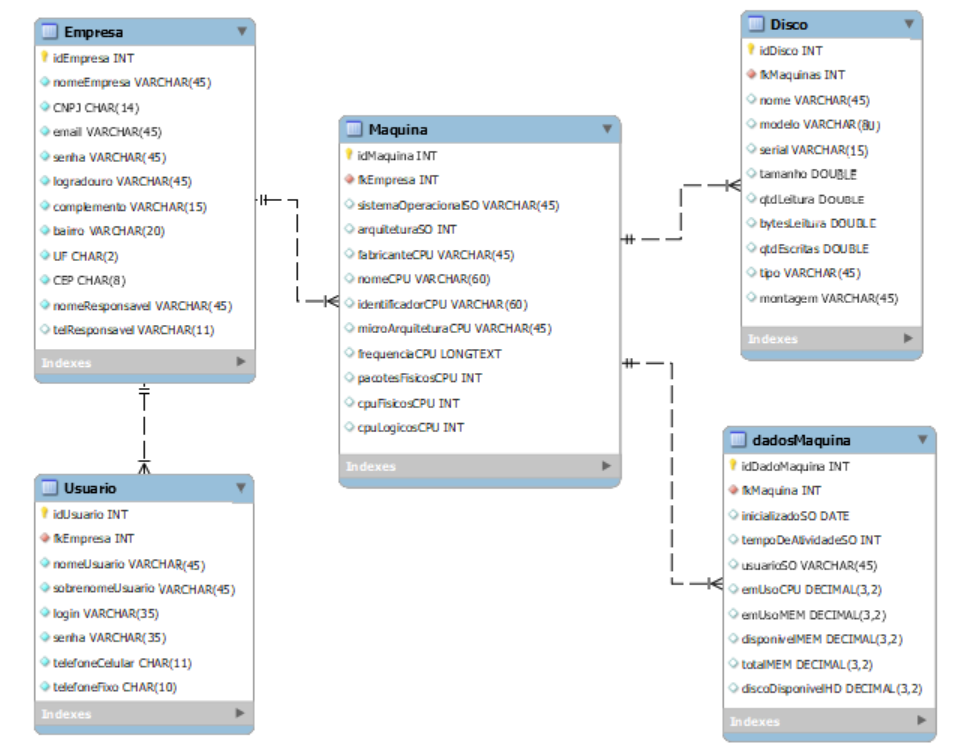 Empresa
idEmpresa INT
nomeEmpresa VARCHAR(45)
CNPJ CHAR(14)
email VARCHAR(45)
senha VARCHAR(45)
logradouro VARCHAR(45)
complemento VARCHAR(15)
bairro VARCHAR(20)
UF CHAR(2)
CEP CHAR(8)
nomeResponsavel VARCHAR(45)
telResponsavel VARCHAR(11)
Indexes
Usuario
idUsuario INT
fkEmpresa INT
nomeUsuario VARCHAR(45)
sobrenomeUsuario VARCHAR(45)
login VARCHAR(35)
senha VARCHAR(35)
telefoneCelular CHAR(11)
telefoneFixo CHAR(10)
Indexes
Maquina
idMaquina INT
fkEmpresa INT
sistemaOperacionalSO VARCHAR(45)
arquiteturaSO INT
fabricanteCPU VARCHAR(45)
nomeCPU VARCHAR(60)
identificadorCPU VARCHAR(60)
microArquiteturaCPU VARCHAR(45)
frequenciaCPU LONGTEXT
pacotesFisicosCPU INT
cpuFisicosCPU INT
cpuLogicosCPU INT
Indexes
Disco
idDisco INT
fkMaquinas INT
nome VARCHAR(45)
modelo VARCHAR(80)
serial VARCHAR(15)
tamanho DOUBLE
qtdLeitura DOUBLE
bytesLeitura DOUBLE
qtdEscritas DOUBLE
tipo VARCHAR(45)
montagem VARCHAR(45)
Indexes
dadosMaquina
idDadoMaquina INT
fkMaquina INT
inicializadoSO DATE
tempoDeAtividadeSO INT
usuarioSO VARCHAR(45)
emUsoCPU DECIMAL(3,2)
emUsoMEM DECIMAL(3,2)
disponivelMEM DECIMAL(3,2)
totalMEM DECIMAL(3,2)
discoDisponivelHD DECIMAL(3,2)
Indexes